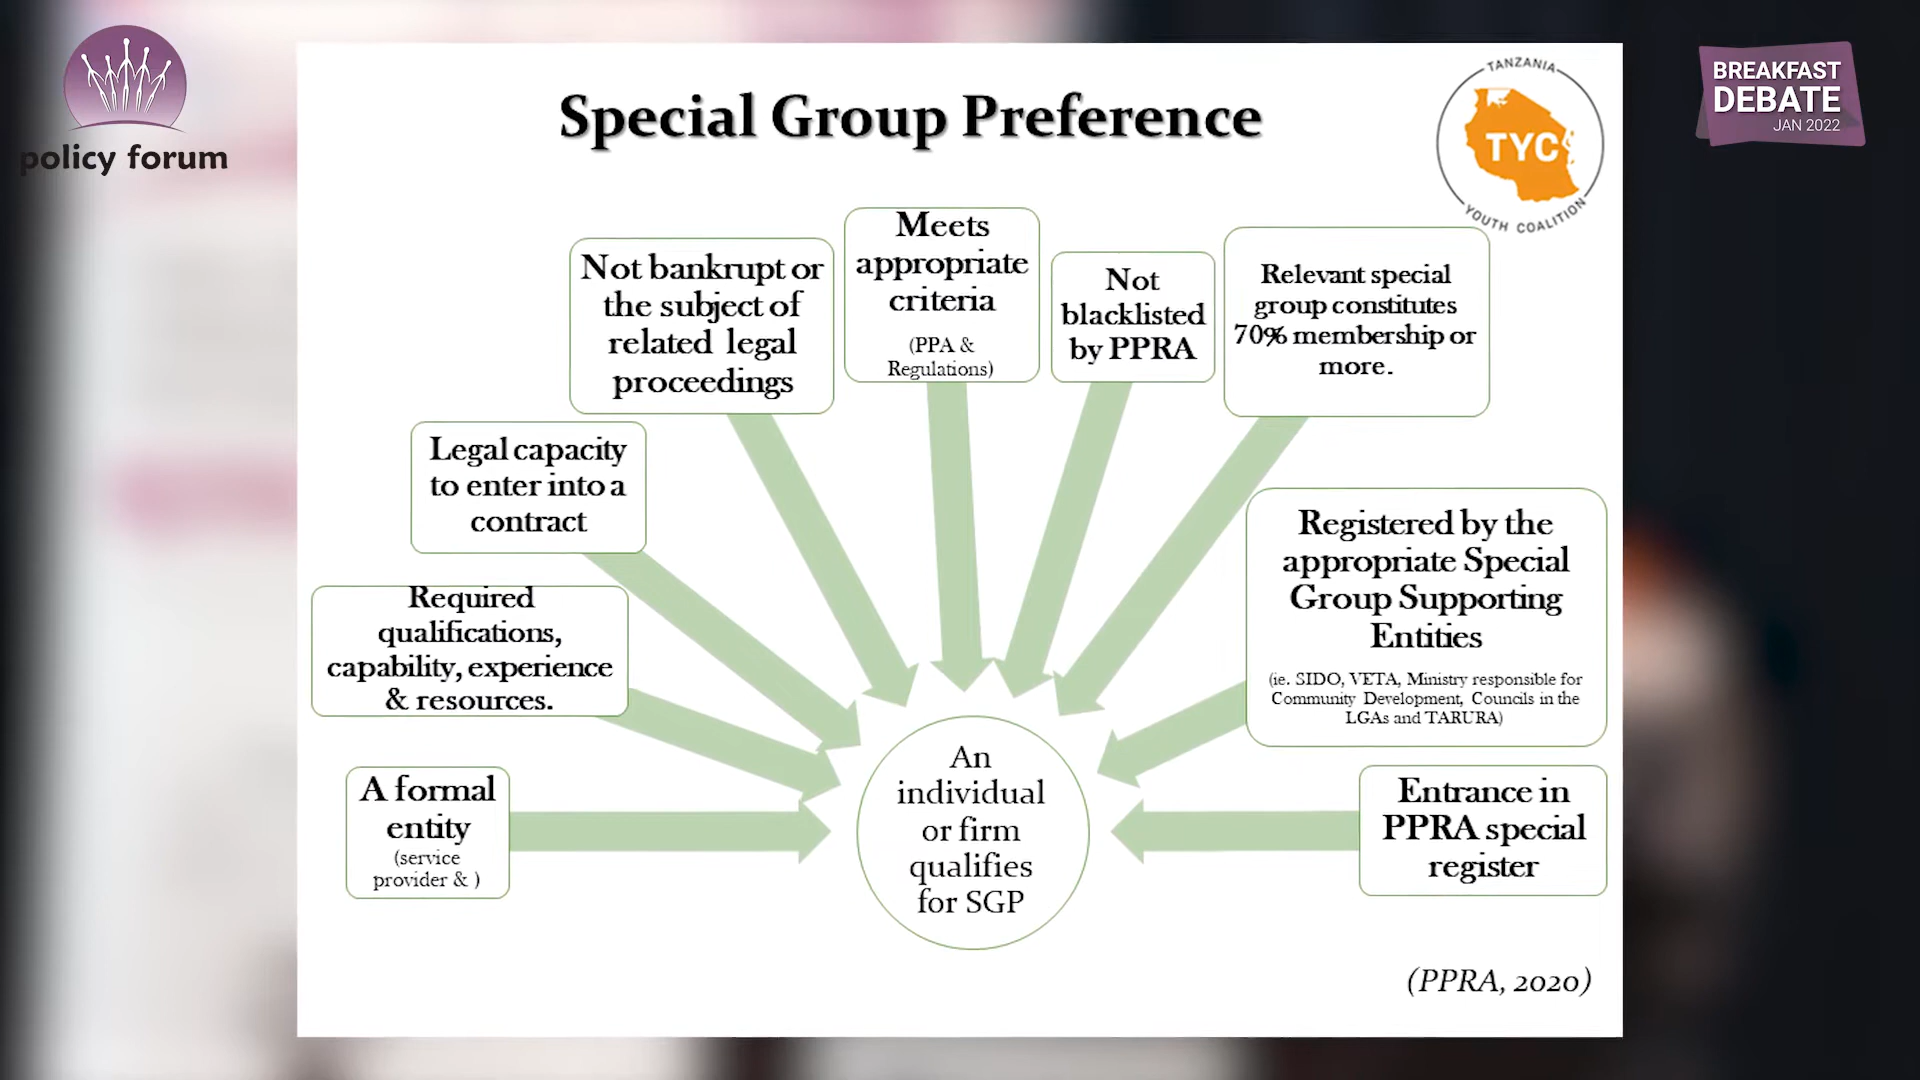 policy forum
BREAKFAST
DEBATE
JAN 2022
TANZANIA
TYC
YOUTH COALITION
Special Group Preference
Not bankrupt or
the subject of
related legal
proceedings
Meets
appropriate
criteria
(PPA &
Regulations)
Not
blacklisted
by PPRA
Relevant special
group constitutes
70% membership or
more.
Legal capacity
to enter into a
contract
Required
qualifications,
capability, experience
& resources.
Registered by the
appropriate Special
Group Supporting
Entities
(ie. SIDO, VETA, Ministry responsible for
Community Development, Councils in the
LGAs and TARURA)
A formal
entity
(service
provider & )
An
individual
or firm
qualifies
for SGP
Entrance in
PPRA special
register
(PPRA, 2020)